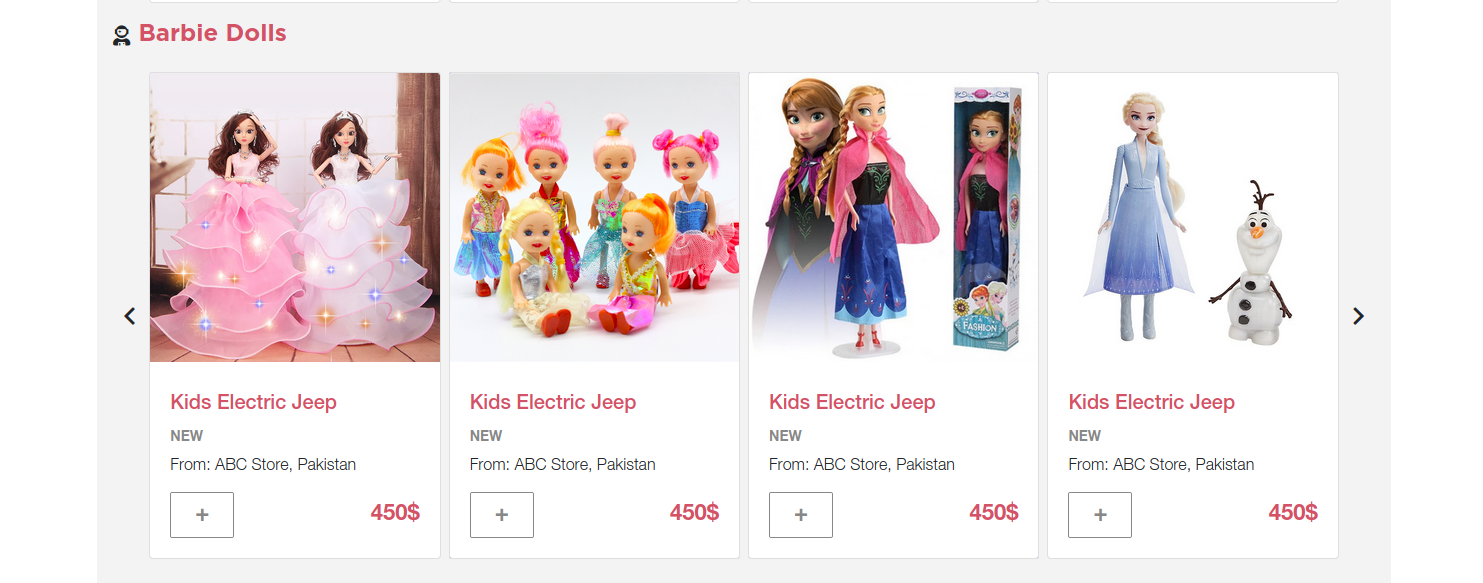 Barbie Dolls
FASHION
Kids Electric Jeep
NEW
From: ABC Store, Pakistan
+
450$
Kids Electric Jeep
NEW
From: ABC Store, Pakistan
+
450$
Kids Electric Jeep
NEW
From: ABC Store, Pakistan
+
450$
Kids Electric Jeep
NEW
From: ABC Store, Pakistan
+
450$